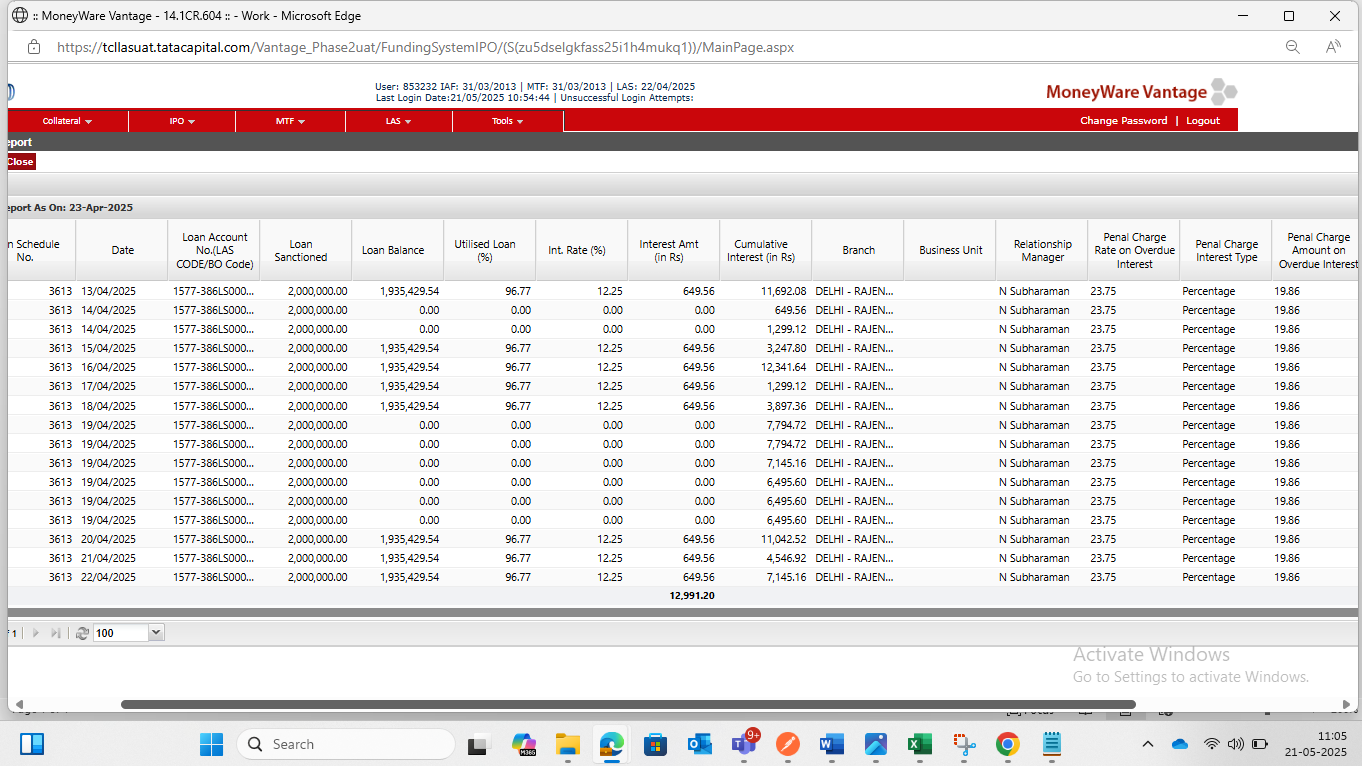 :: MoneyWare Vantage - 14.1CR.604 :: - Work - Microsoft Edge
https://tcllasuat.tatacapital.com/Vantage_Phase2uat/FundingSystemIPO/(S(zu5dselgkfass25i1h4mukq1))/MainPage.aspx
User: 853232 IAF: 31/03/2013 | MTF: 31/03/2013 | LAS: 22/04/2025
Last Login Date:21/05/2025 10:54:44 | Unsuccessful Login Attempts:
MoneyWare Vantage
Collateral IPO MTF LAS Tools Change Password | Logout
eport
Close
eport As On: 23-Apr-2025
n Schedule No. Date Loan Account No.(LAS CODE/BO Code) Loan Sanctioned Loan Balance Utilised Loan (%) Int. Rate (%) Interest Amt (in Rs) Cumulative Interest (in Rs) Branch Business Unit Relationship Manager Penal Charge Rate on Overdue Interest Penal Charge Interest Type Penal Charge Amount on Overdue Interest
3613 13/04/2025 1577-386LS000... 2,000,000.00 1,935,429.54 96.77 12.25 649.56 11,692.08 DELHI - RAJEN... N Subharaman 23.75 Percentage 19.86
3613 14/04/2025 1577-386LS000... 2,000,000.00 0.00 0.00 0.00 0.00 649.56 DELHI - RAJEN... N Subharaman 23.75 Percentage 19.86
3613 14/04/2025 1577-386LS000... 2,000,000.00 0.00 0.00 0.00 0.00 1,299.12 DELHI - RAJEN... N Subharaman 23.75 Percentage 19.86
3613 15/04/2025 1577-386LS000... 2,000,000.00 1,935,429.54 96.77 12.25 649.56 3,247.80 DELHI - RAJEN... N Subharaman 23.75 Percentage 19.86
3613 16/04/2025 1577-386LS000... 2,000,000.00 1,935,429.54 96.77 12.25 649.56 12,341.64 DELHI - RAJEN... N Subharaman 23.75 Percentage 19.86
3613 17/04/2025 1577-386LS000... 2,000,000.00 1,935,429.54 96.77 12.25 649.56 1,299.12 DELHI - RAJEN... N Subharaman 23.75 Percentage 19.86
3613 18/04/2025 1577-386LS000... 2,000,000.00 1,935,429.54 96.77 12.25 649.56 3,897.36 DELHI - RAJEN... N Subharaman 23.75 Percentage 19.86
3613 19/04/2025 1577-386LS000... 2,000,000.00 0.00 0.00 0.00 0.00 7,794.72 DELHI - RAJEN... N Subharaman 23.75 Percentage 19.86
3613 19/04/2025 1577-386LS000... 2,000,000.00 0.00 0.00 0.00 0.00 7,794.72 DELHI - RAJEN... N Subharaman 23.75 Percentage 19.86
3613 19/04/2025 1577-386LS000... 2,000,000.00 0.00 0.00 0.00 0.00 7,145.16 DELHI - RAJEN... N Subharaman 23.75 Percentage 19.86
3613 19/04/2025 1577-386LS000... 2,000,000.00 0.00 0.00 0.00 0.00 6,495.60 DELHI - RAJEN... N Subharaman 23.75 Percentage 19.86
3613 19/04/2025 1577-386LS000... 2,000,000.00 0.00 0.00 0.00 0.00 6,495.60 DELHI - RAJEN... N Subharaman 23.75 Percentage 19.86
3613 19/04/2025 1577-386LS000... 2,000,000.00 0.00 0.00 0.00 0.00 6,495.60 DELHI - RAJEN... N Subharaman 23.75 Percentage 19.86
3613 20/04/2025 1577-386LS000... 2,000,000.00 1,935,429.54 96.77 12.25 649.56 11,042.52 DELHI - RAJEN... N Subharaman 23.75 Percentage 19.86
3613 21/04/2025 1577-386LS000... 2,000,000.00 1,935,429.54 96.77 12.25 649.56 4,546.92 DELHI - RAJEN... N Subharaman 23.75 Percentage 19.86
3613 22/04/2025 1577-386LS000... 2,000,000.00 1,935,429.54 96.77 12.25 649.56 7,145.16 DELHI - RAJEN... N Subharaman 23.75 Percentage 19.86
12,991.20
1 100
Activate Windows
Go to Settings to activate Windows.
Search
M365
9+
11:05
21-05-2025